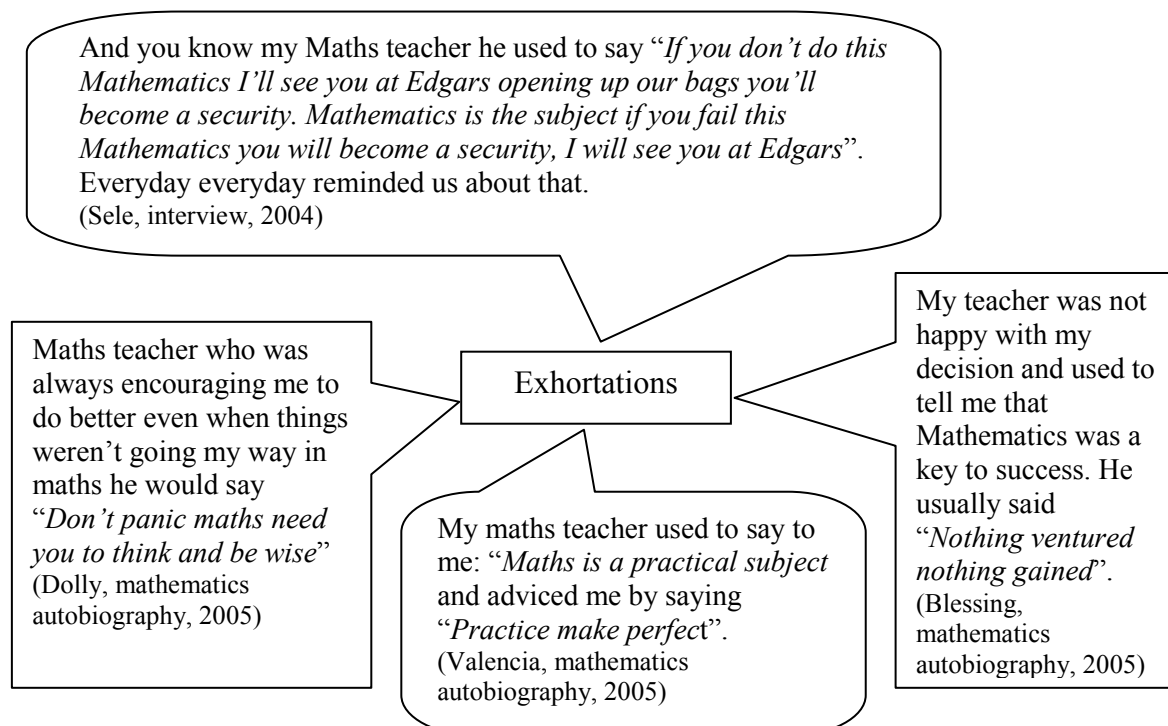 And you know my Maths teacher he used to say “If you don’t do this
Mathematics I’ll see you at Edgars opening up our bags you’ll
become a security. Mathematics is the subject if you fail this
Mathematics you will become a security, I will see you at Edgars”.
Everyday everyday reminded us about that.
(Sele, interview, 2004)
Maths teacher who was
always encouraging me to
do better even when things
weren’t going my way in
maths he would say
“Don’t panic maths need
you to think and be wise”
(Dolly, mathematics
autobiography, 2005)
Exhortations
My maths teacher used to say to
me: “Maths is a practical subject
and adviced me by saying
“Practice make perfect”.
(Valencia, mathematics
autobiography, 2005)
My teacher was not
happy with my
decision and used to
tell me that
Mathematics was a
key to success. He
usually said
“Nothing ventured
nothing gained”.
(Blessing,
mathematics
autobiography, 2005)